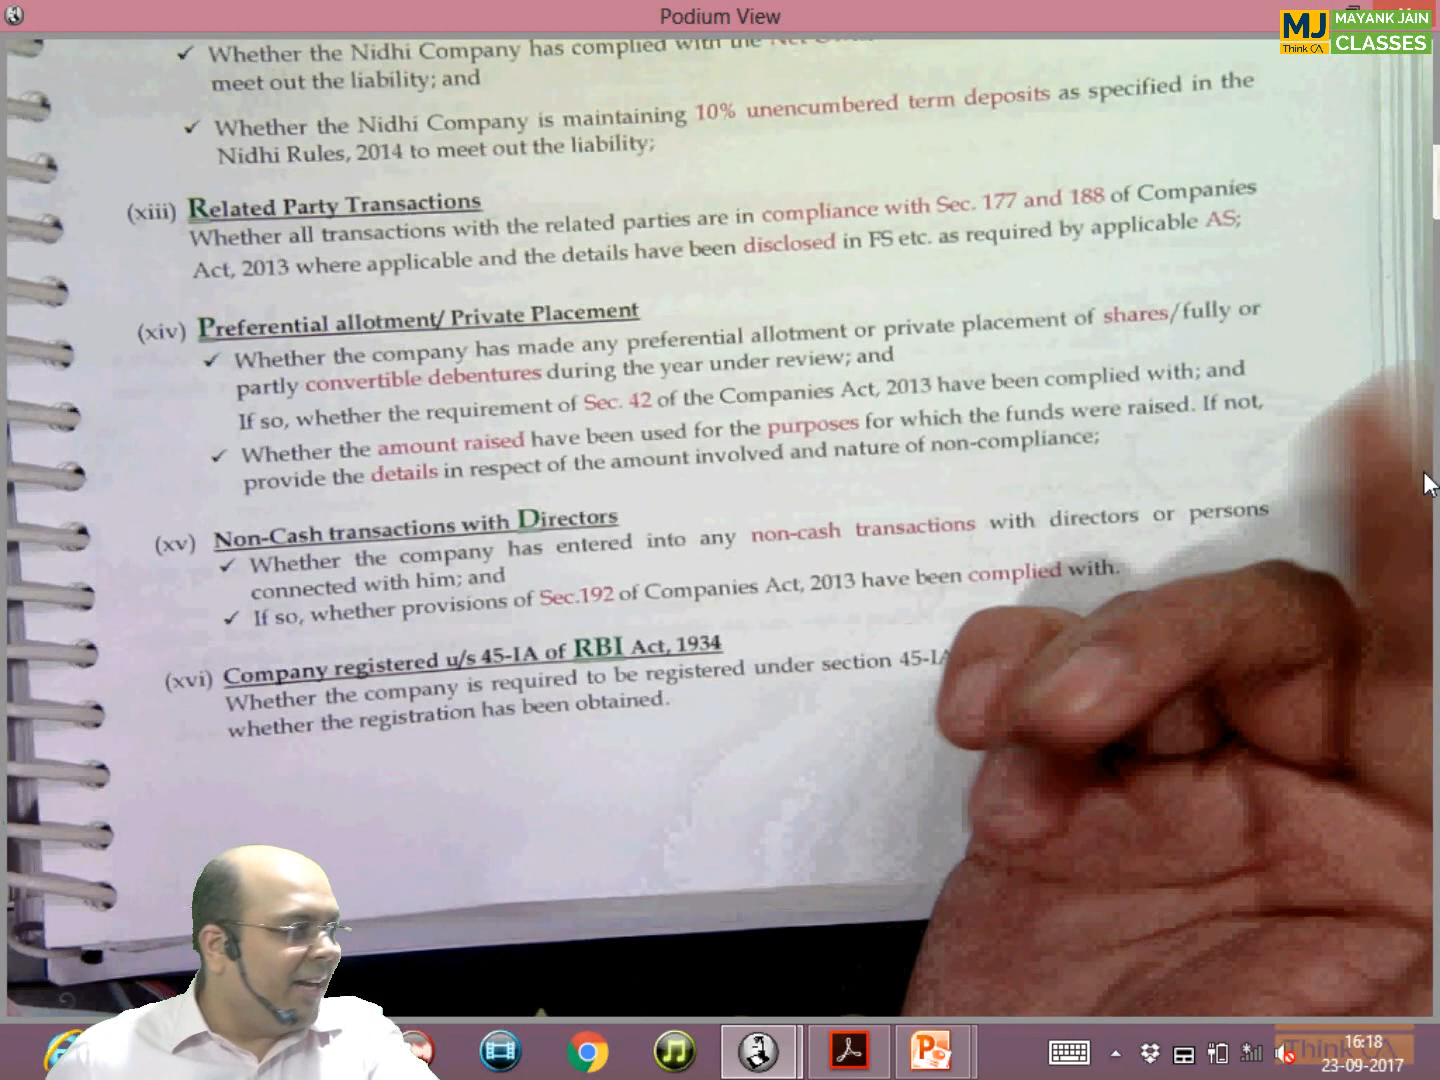 Podium View
MJ
Think CA
MAYANK JAIN
CLASSES
✓ Whether the Nidhi Company has complied with the
meet out the liability; and
✓ Whether the Nidhi Company is maintaining 10% unencumbered term deposits as specified in the
Nidhi Rules, 2014 to meet out the liability;
(xiii) Related Party Transactions
Whether all transactions with the related parties are in compliance with Sec. 177 and 188 of Companies
Act, 2013 where applicable and the details have been disclosed in FS etc. as required by applicable AS;
(xiv) Preferential allotment/ Private Placement
✓ Whether the company has made any preferential allotment or private placement of shares/fully or
partly convertible debentures during the year under review; and
If so, whether the requirement of Sec. 42 of the Companies Act, 2013 have been complied with; and
✓ Whether the amount raised have been used for the purposes for which the funds were raised. If not,
provide the details in respect of the amount involved and nature of non-compliance;
(xv) Non-Cash transactions with Directors
✓ Whether the company has entered into any non-cash transactions with directors or persons
connected with him; and
✓ If so, whether provisions of Sec.192 of Companies Act, 2013 have been complied with.
(xvi) Company registered u/s 45-IA of RBI Act, 1934
Whether the company is required to be registered under section 45-IA
whether the registration has been obtained.
Think CA
16:18
23-09-2017